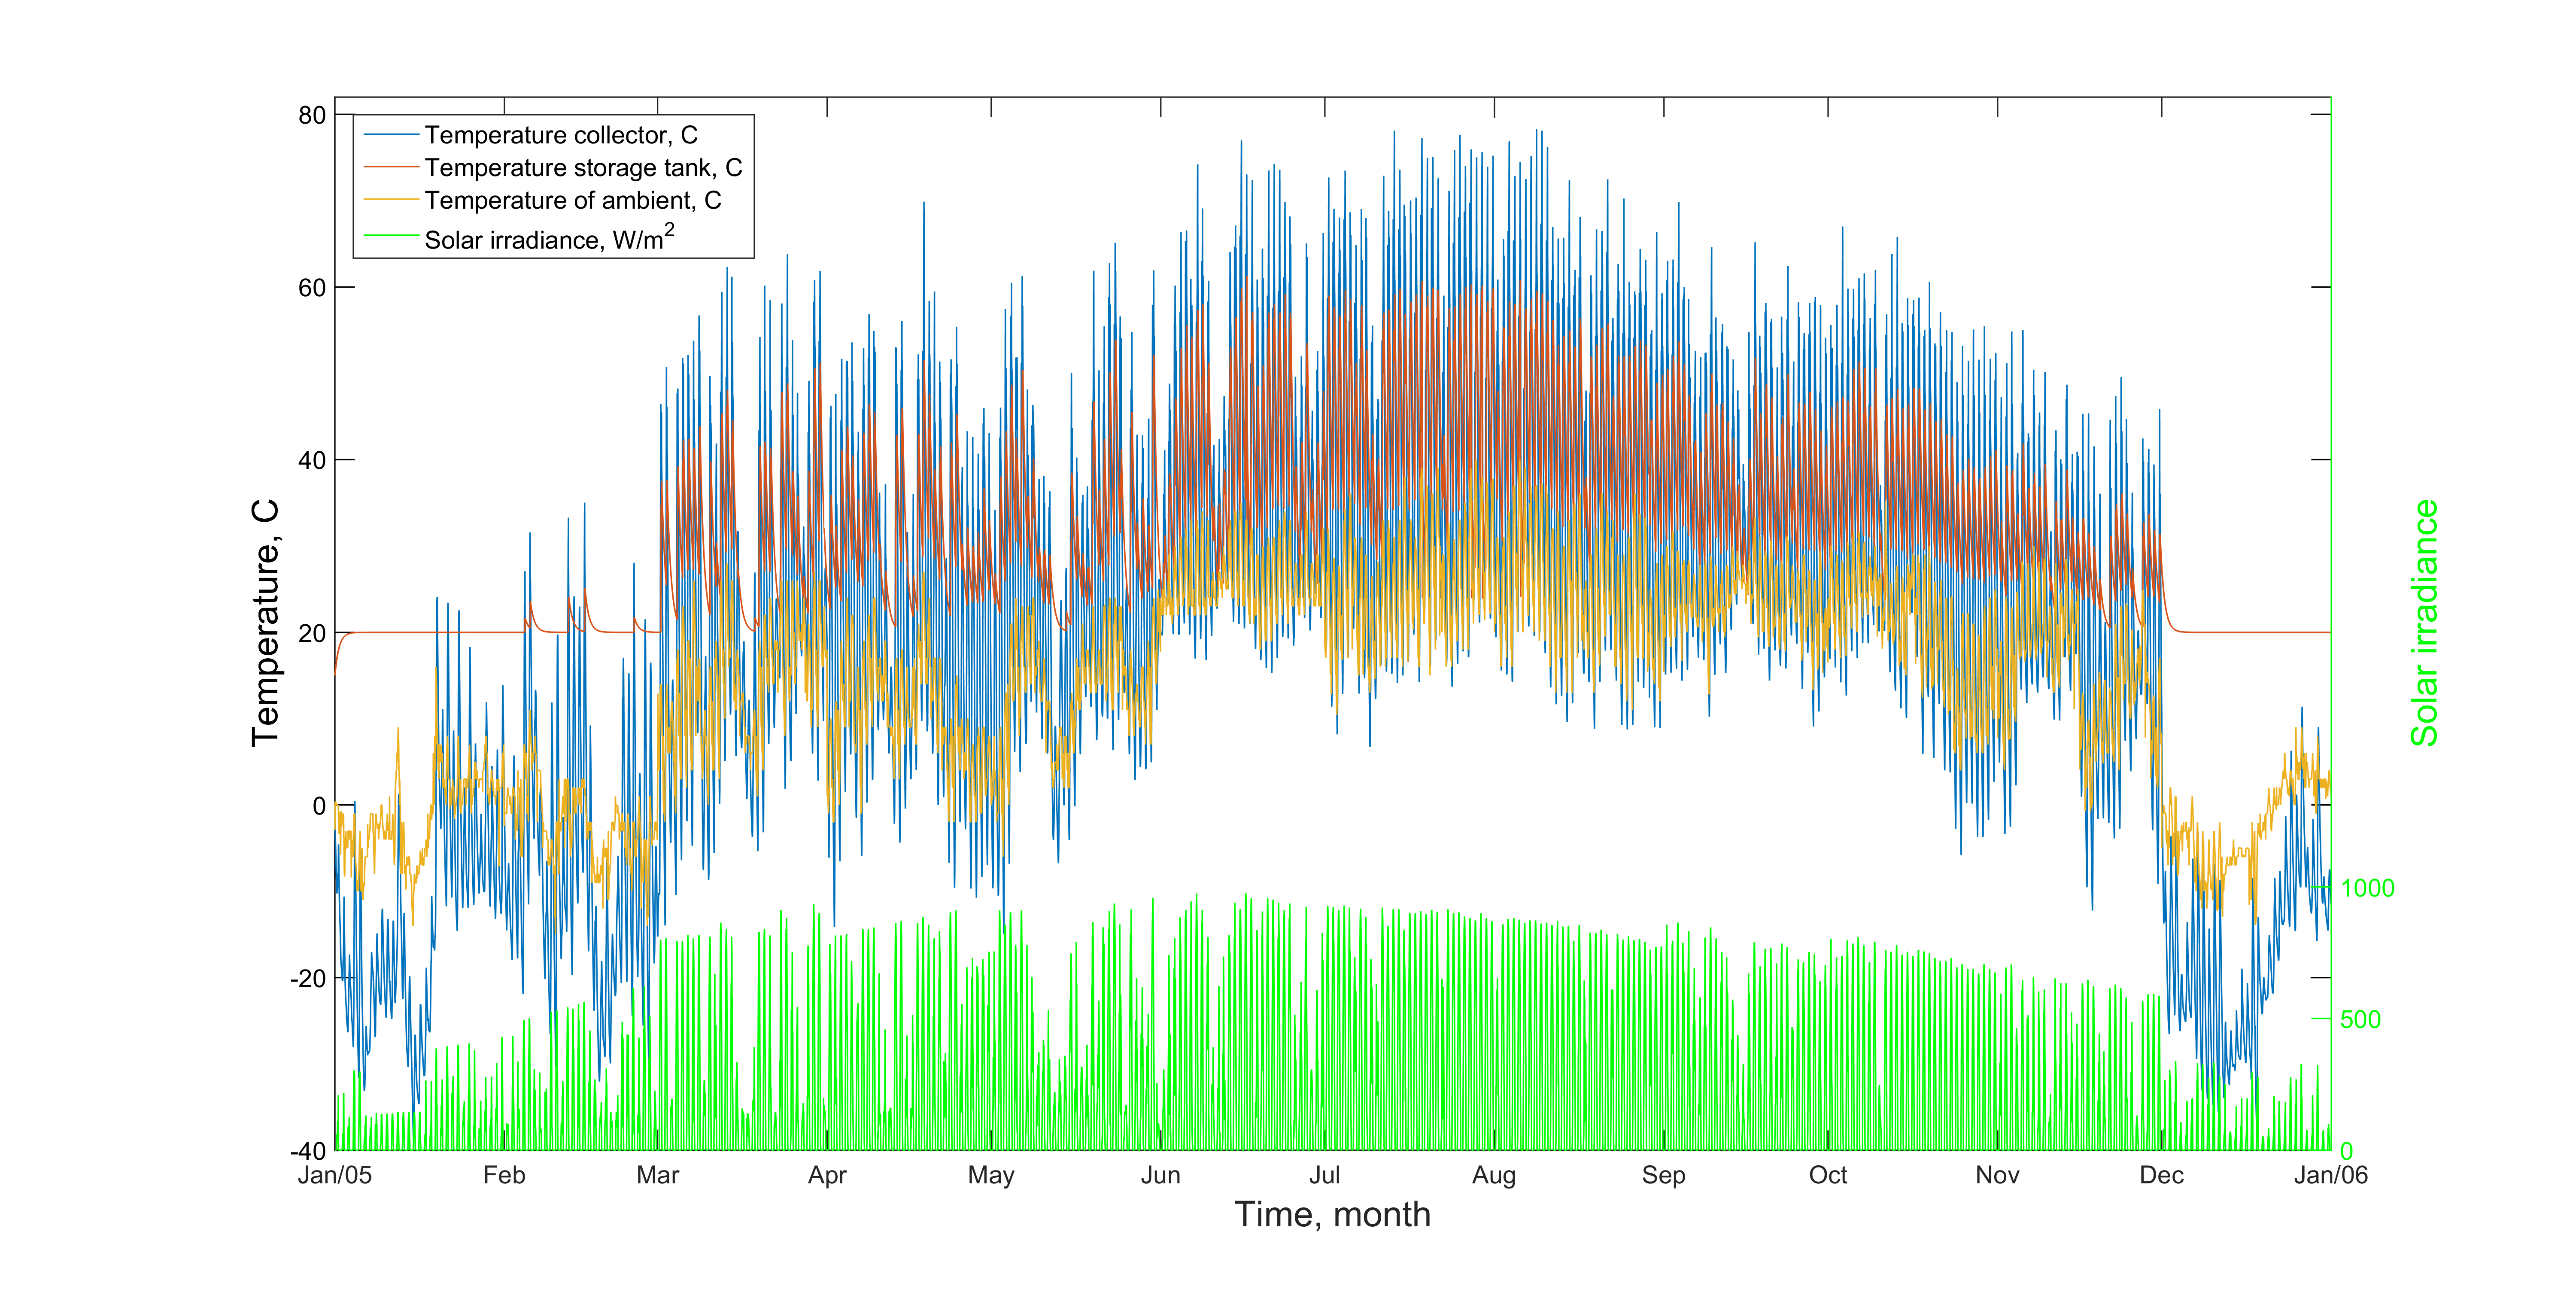 80
60
40
20
0
-20
-40
Temperature, C
Temperature collector, C
Temperature storage tank, C
Temperature of ambient, C
Solar irradiance, W/m²
1000
500
0
Solar irradiance
Jan/05 Feb Mar Apr May Jun Jul Aug Sep Oct Nov Dec Jan/06
Time, month